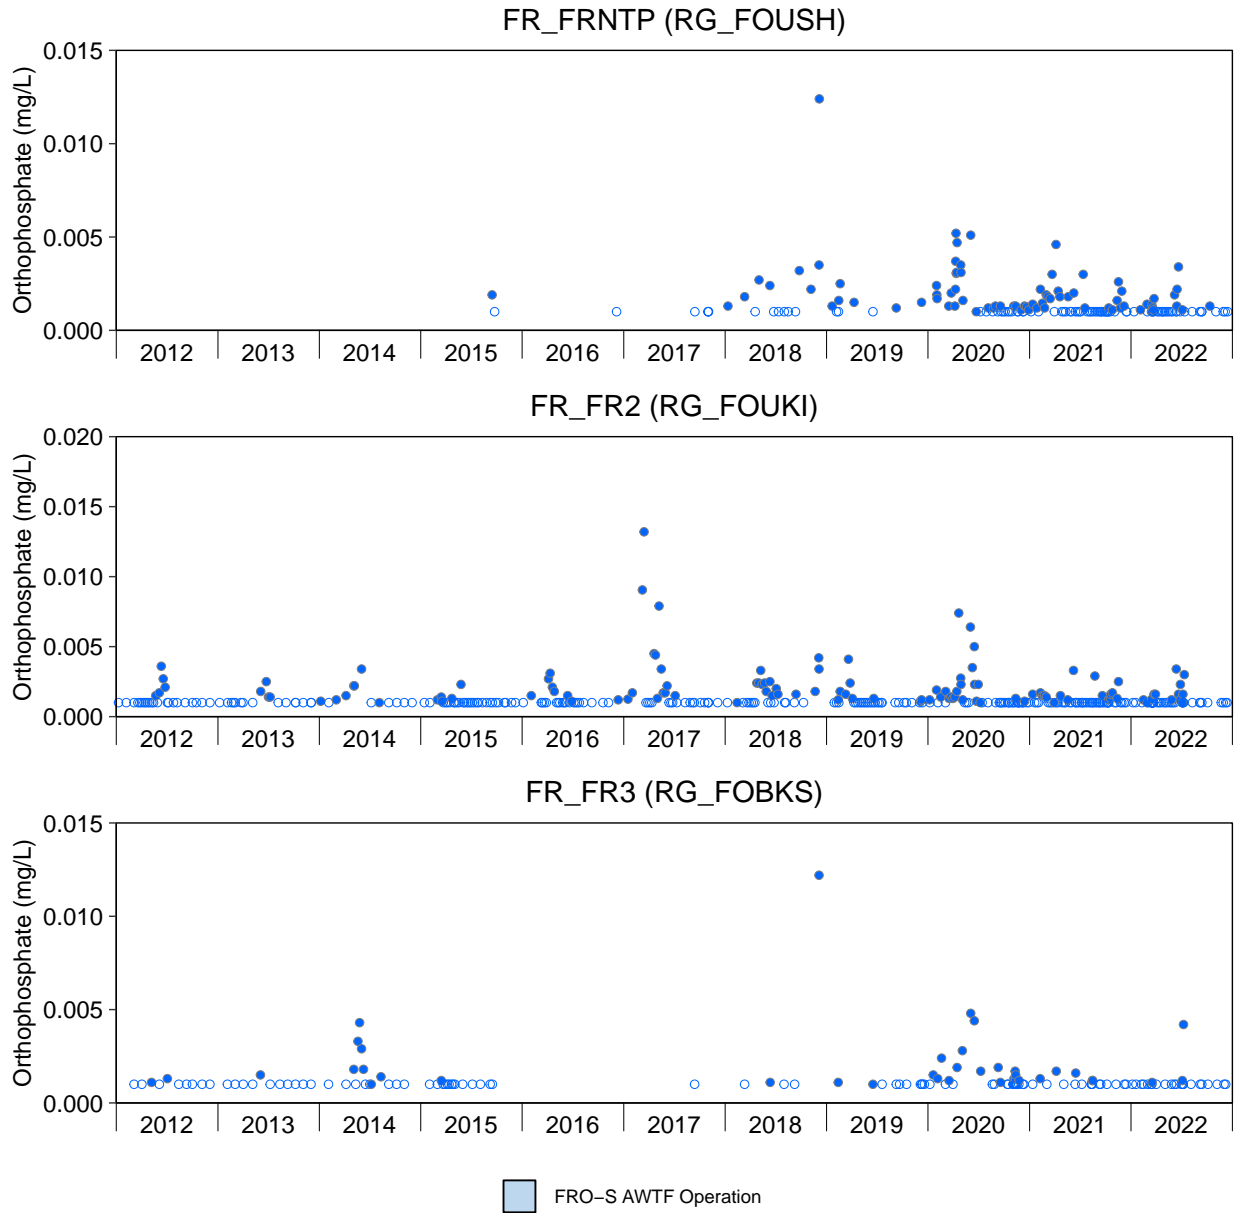 FR_FRNTP (RG_FOUSH)
Orthophosphate (mg/L)
0.015
0.010
0.005
0.000
2012 2013 2014 2015 2016 2017 2018 2019 2020 2021 2022
FR_FR2 (RG_FOUKI)
Orthophosphate (mg/L)
0.020
0.015
0.010
0.005
0.000
2012 2013 2014 2015 2016 2017 2018 2019 2020 2021 2022
FR_FR3 (RG_FOBKS)
Orthophosphate (mg/L)
0.015
0.010
0.005
0.000
2012 2013 2014 2015 2016 2017 2018 2019 2020 2021 2022
FRO−S AWTF Operation